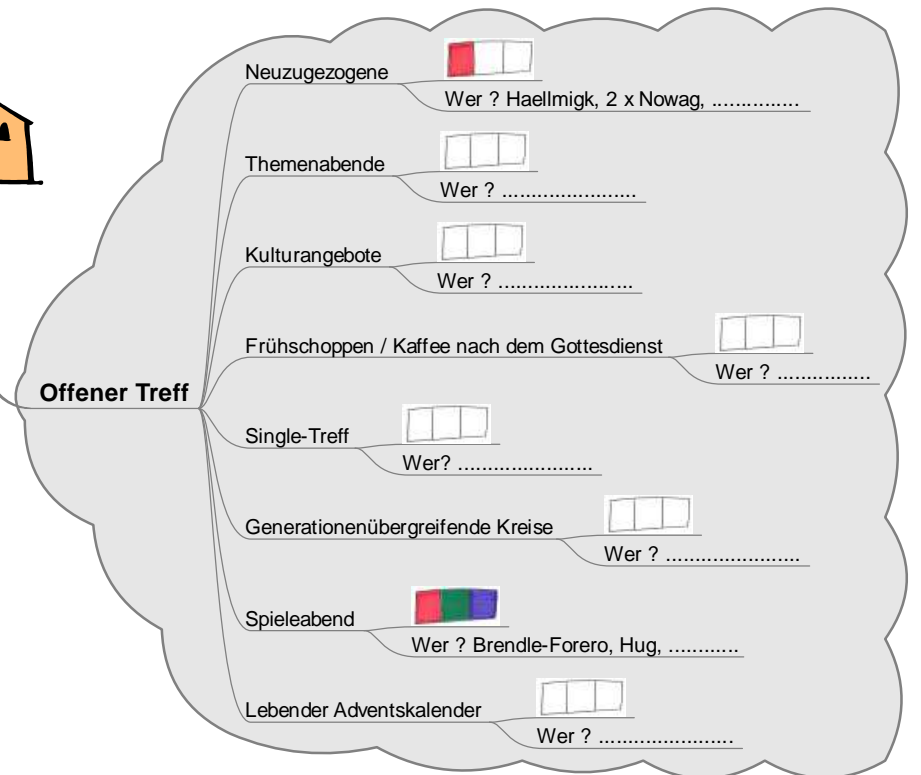 Neuzugezogene
Wer ? Haellmigk, 2 x Nowag, ...............
Themenabende
Wer ? .......................
Kulturangebote
Wer ? .......................
Frühschoppen / Kaffee nach dem Gottesdienst
Wer ? ................
Offener Treff
Single-Treff
Wer? .......................
Generationenübergreifende Kreise
Wer ? .......................
Spieleabend
Wer ? Brendle-Forero, Hug, ............
Lebender Adventskalender
Wer ? .......................